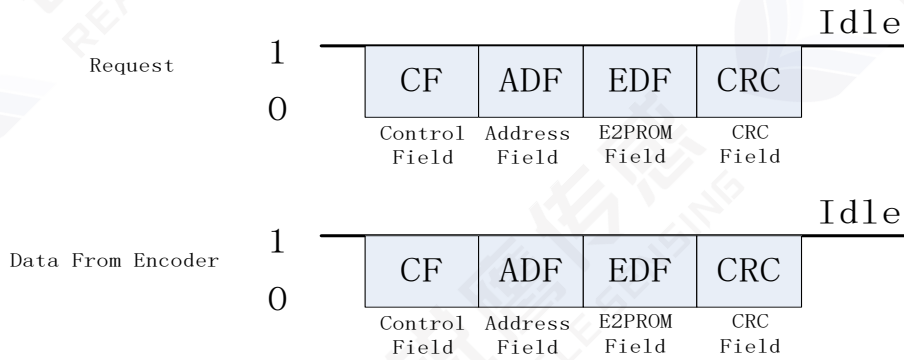 Idle
Request
1
0
CF ADF EDF CRC
Control Address E2PROM CRC
Field Field Field Field
Idle
Data From Encoder
1
0
CF ADF EDF CRC
Control Address E2PROM CRC
Field Field Field Field